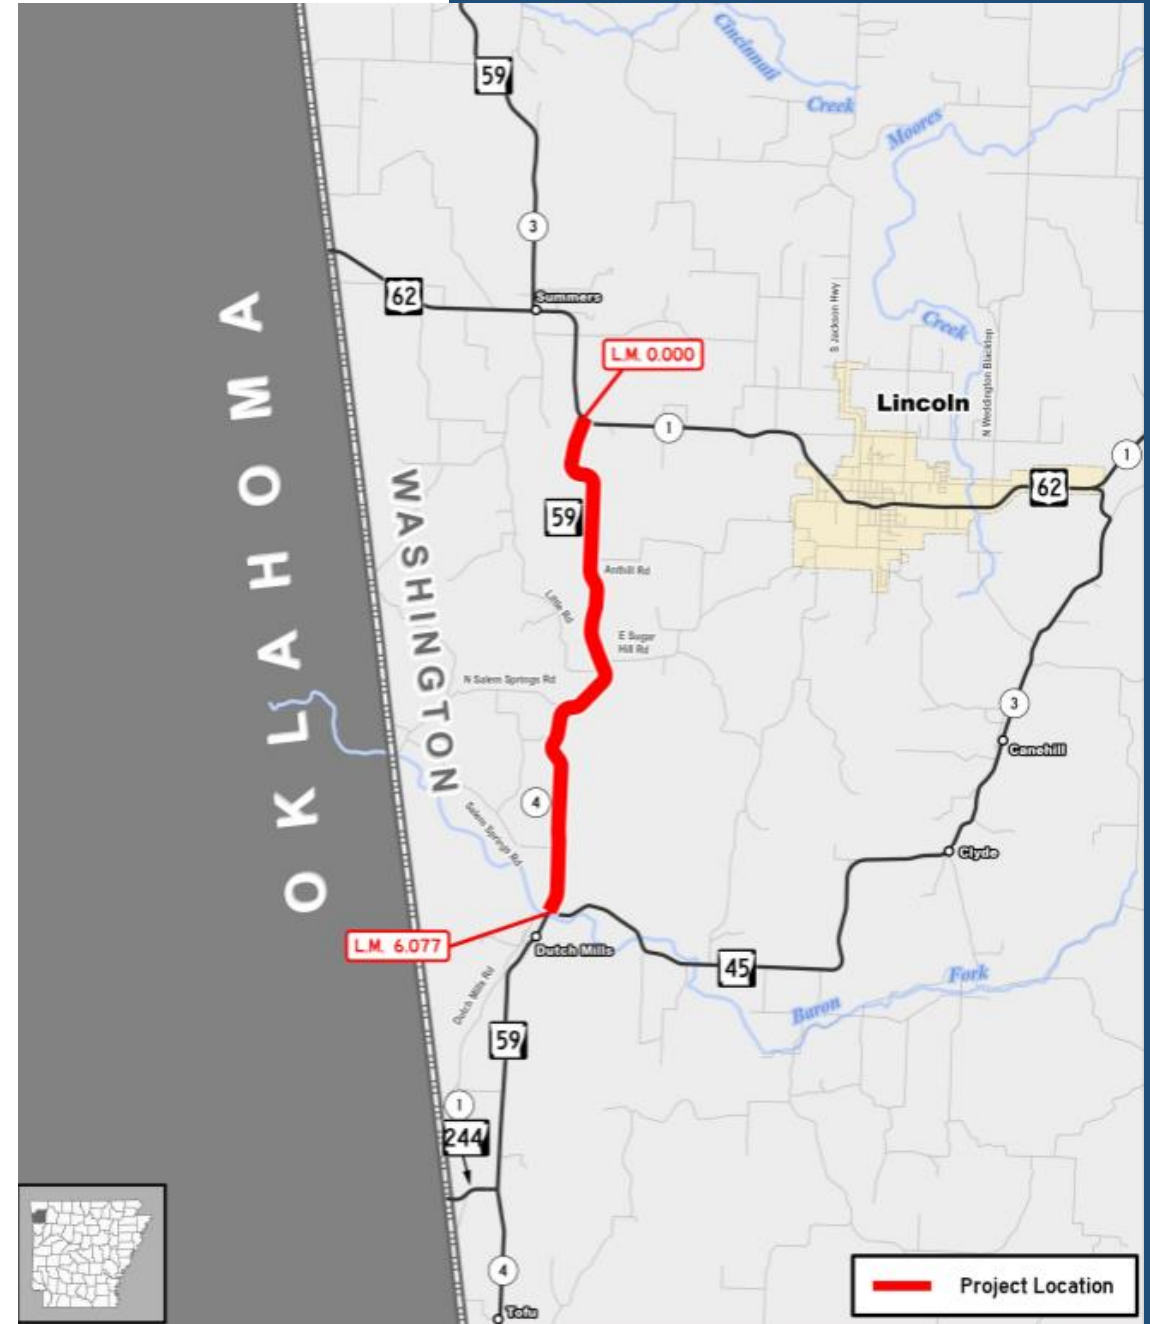 Cincinnati
Creek
Moores
59
3
62
Summers
S Jackson Hwy
Creek
N Weddington Blacktop
L.M. 0.000
Lincoln
1
1
62
59
WASHINGTON
OKLAHOMA
Anthill Rd
Little Rd
E Sugar
Hill Rd
N Salem Springs Rd
3
Canehill
4
Salem Springs Rd
Clyde
L.M. 6.077
Dutch Mills
45
Fork
Baron
Dutch Mills Rd
59
1
244
4
Tofu
Project Location